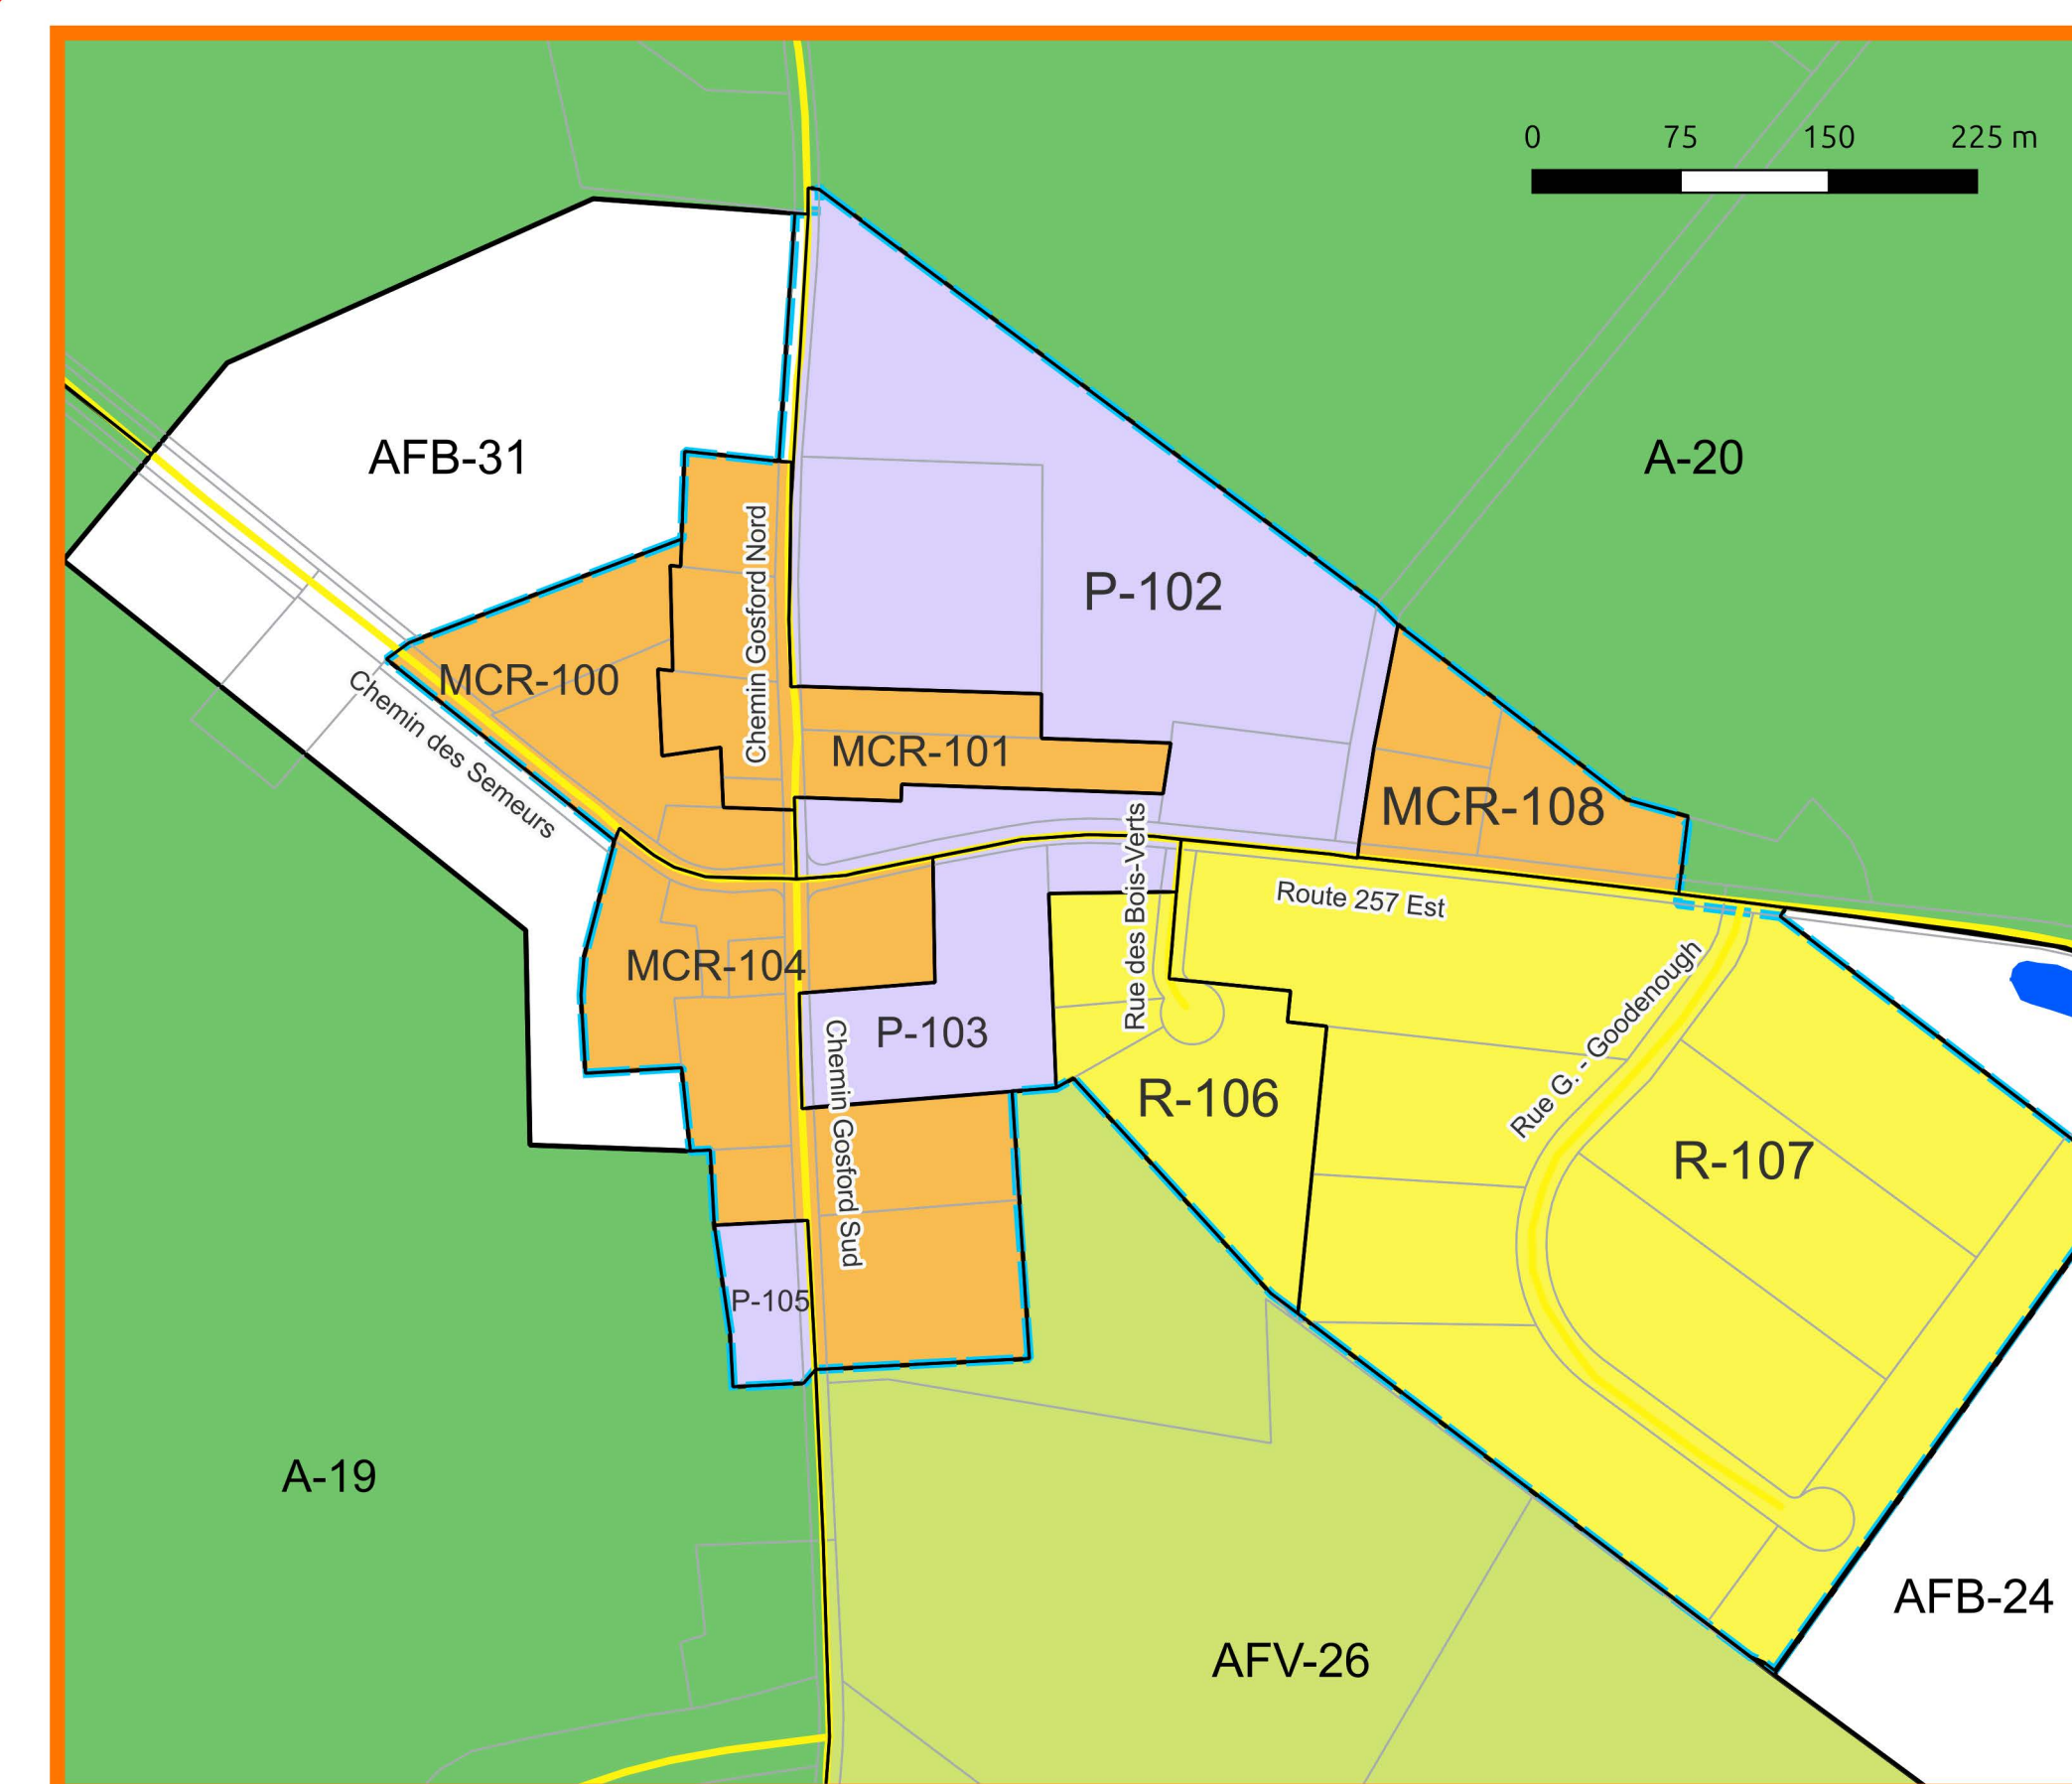 0 75 150 225 m
AFB-31
A-20
P-102
Chemin Gosford Nord
MCR-100
Chemin des Semeurs
MCR-101
MCR-108
Rue des Bois-Verts
Route 257 Est
MCR-104
P-103
Rue G. - Goodenough
R-106
R-107
Chemin Gosford Sud
P-105
A-19
AFB-24
AFV-26